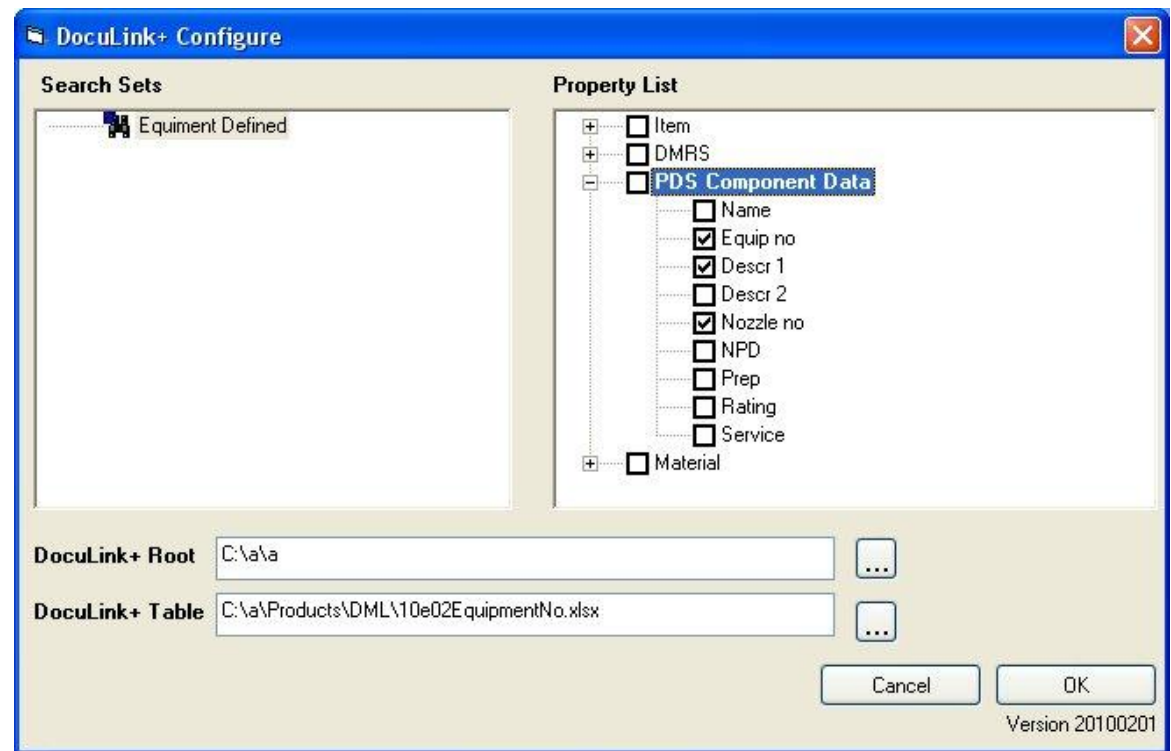 DocuLink+ Configure
Search Sets
Equiment Defined
Property List
Item
DMRS
PDS Component Data
Name
Equip no
Descr 1
Descr 2
Nozzle no
NPD
Prep
Rating
Service
Material
DocuLink+ Root C:\a\a ...
DocuLink+ Table C:\a\Products\DML\10e02EquipmentNo.xlsx ...
Cancel OK
Version 20100201